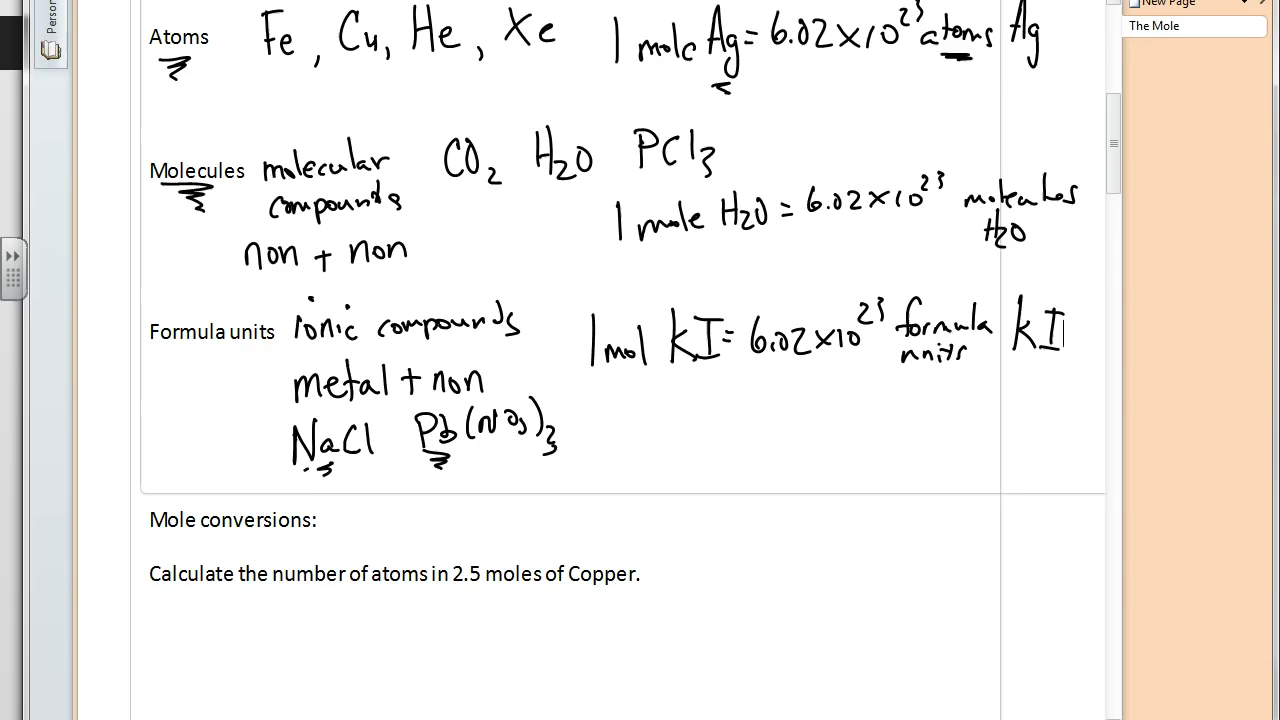 Person
New Page
The Mole
Atoms Fe, Cu, He, Xe 1 mole Ag = 6.02×10²³ atoms Ag
Molecules molecular compounds CO₂ H₂O PCl₃
non + non
1 mole H₂O = 6.02×10²³ molecules H₂O
Formula units ionic compounds 1 mol KI = 6.02×10²³ formula units KI
metal + non
NaCl Pb(NO₃)₂
Mole conversions:
Calculate the number of atoms in 2.5 moles of Copper.